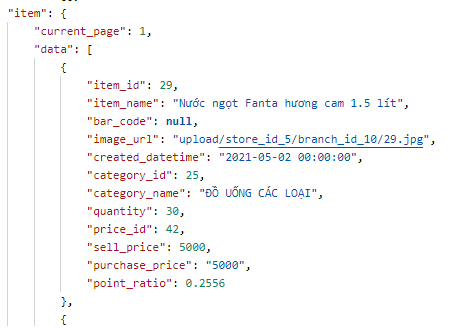 "item": {
"current_page": 1,
"data": [
{
"item_id": 29,
"item_name": "Nước ngọt Fanta hương cam 1.5 lít",
"bar_code": null,
"image_url": "upload/store_id_5/branch_id_10/29.jpg",
"created_datetime": "2021-05-02 00:00:00",
"category_id": 25,
"category_name": "ĐỒ UỐNG CÁC LOẠI",
"quantity": 30,
"price_id": 42,
"sell_price": 5000,
"purchase_price": "5000",
"point_ratio": 0.2556
},
{